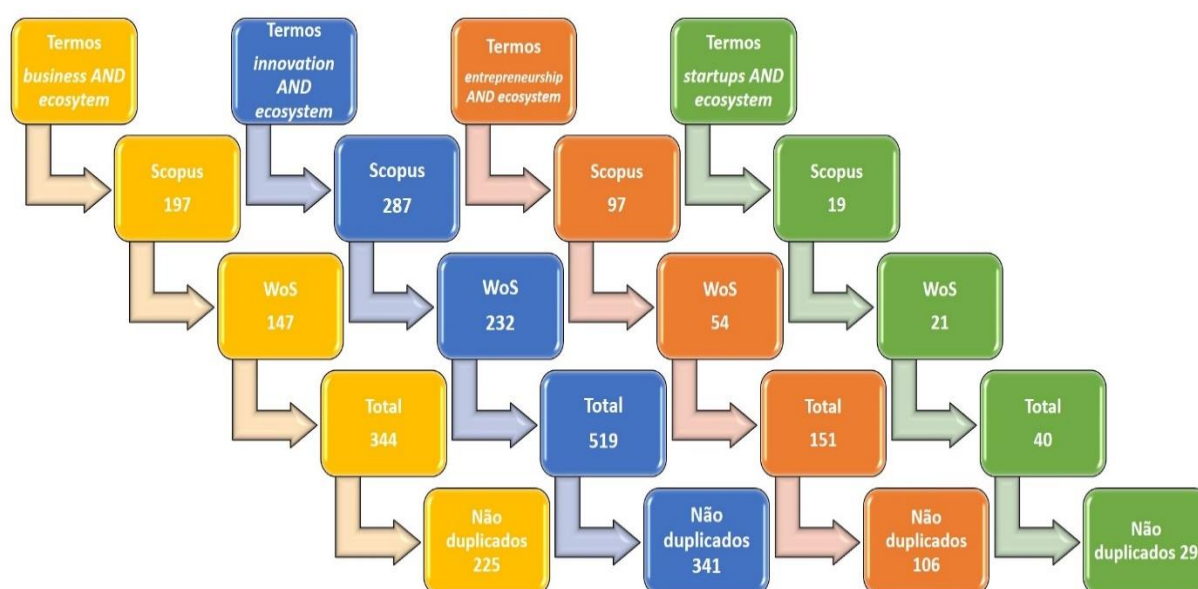 Termos
business AND
ecosytem
Termos
innovation
AND
ecosystem
Termos
entrepreneurship
AND ecosystem
Termos
startups AND
ecosystem
Scopus
197
Scopus
287
Scopus
97
Scopus
19
WoS
147
WoS
232
WoS
54
WoS
21
Total
344
Total
519
Total
151
Total
40
Não
duplicados
225
Não
duplicados
341
Não
duplicados
106
Não
duplicados 29